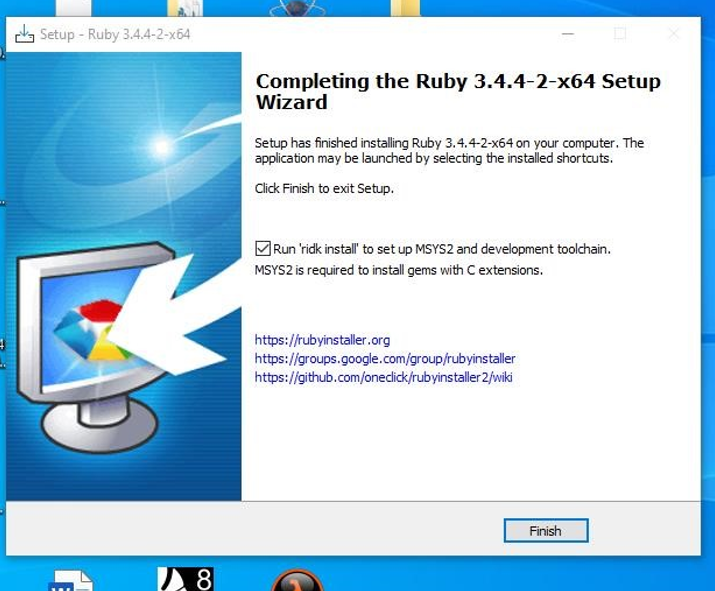 Setup - Ruby 3.4.4-2-x64
Completing the Ruby 3.4.4-2-x64 Setup
Wizard
Setup has finished installing Ruby 3.4.4-2-x64 on your computer. The
application may be launched by selecting the installed shortcuts.
Click Finish to exit Setup.
Run 'ridk install' to set up MSYS2 and development toolchain.
MSYS2 is required to install gems with C extensions.
https://rubyinstaller.org
https://groups.google.com/group/rubyinstaller
https://github.com/oneclick/rubyinstaller2/wiki
Finish
W
8